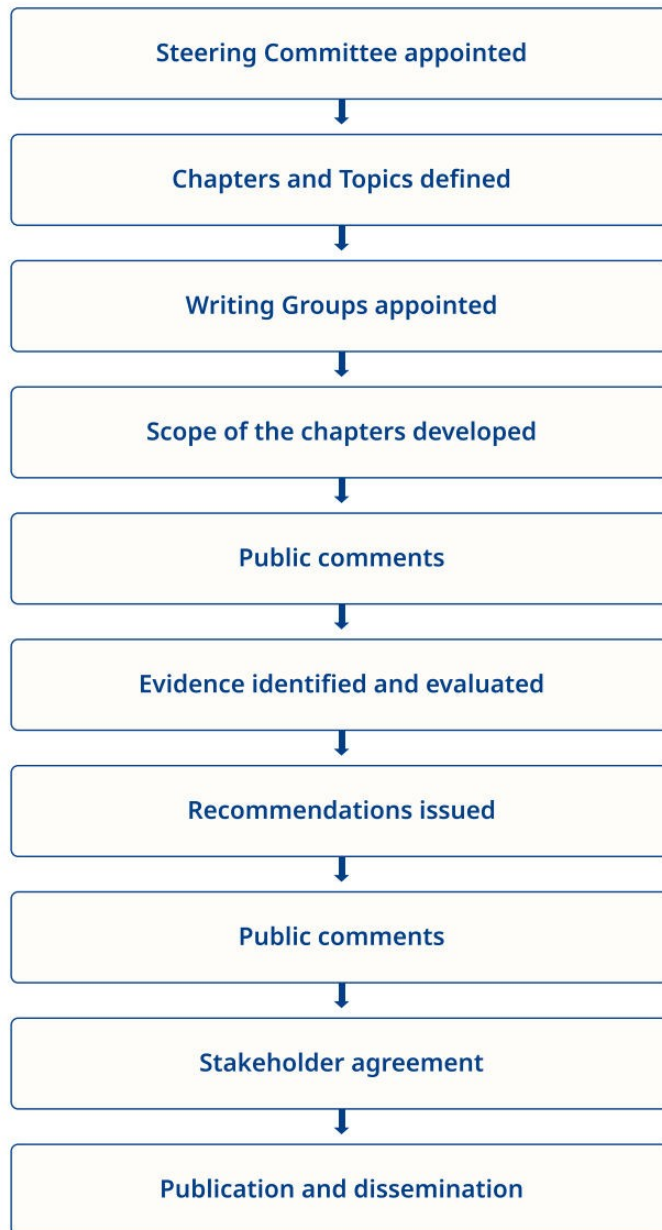 Steering Committee appointed
Chapters and Topics defined
Writing Groups appointed
Scope of the chapters developed
Public comments
Evidence identified and evaluated
Recommendations issued
Public comments
Stakeholder agreement
Publication and dissemination